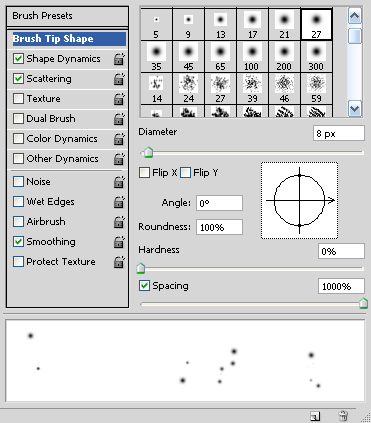 Brush Presets
Brush Tip Shape
Shape Dynamics
Scattering
Texture
Dual Brush
Color Dynamics
Other Dynamics
Noise
Wet Edges
Airbrush
Smoothing
Protect Texture
5 9 13 17 21 27
35 45 65 100 200 300
14 24 27 39 46 59
Diameter 8 px
Flip X Flip Y
Angle: 0°
Roundness: 100%
Hardness 0%
Spacing 1000%